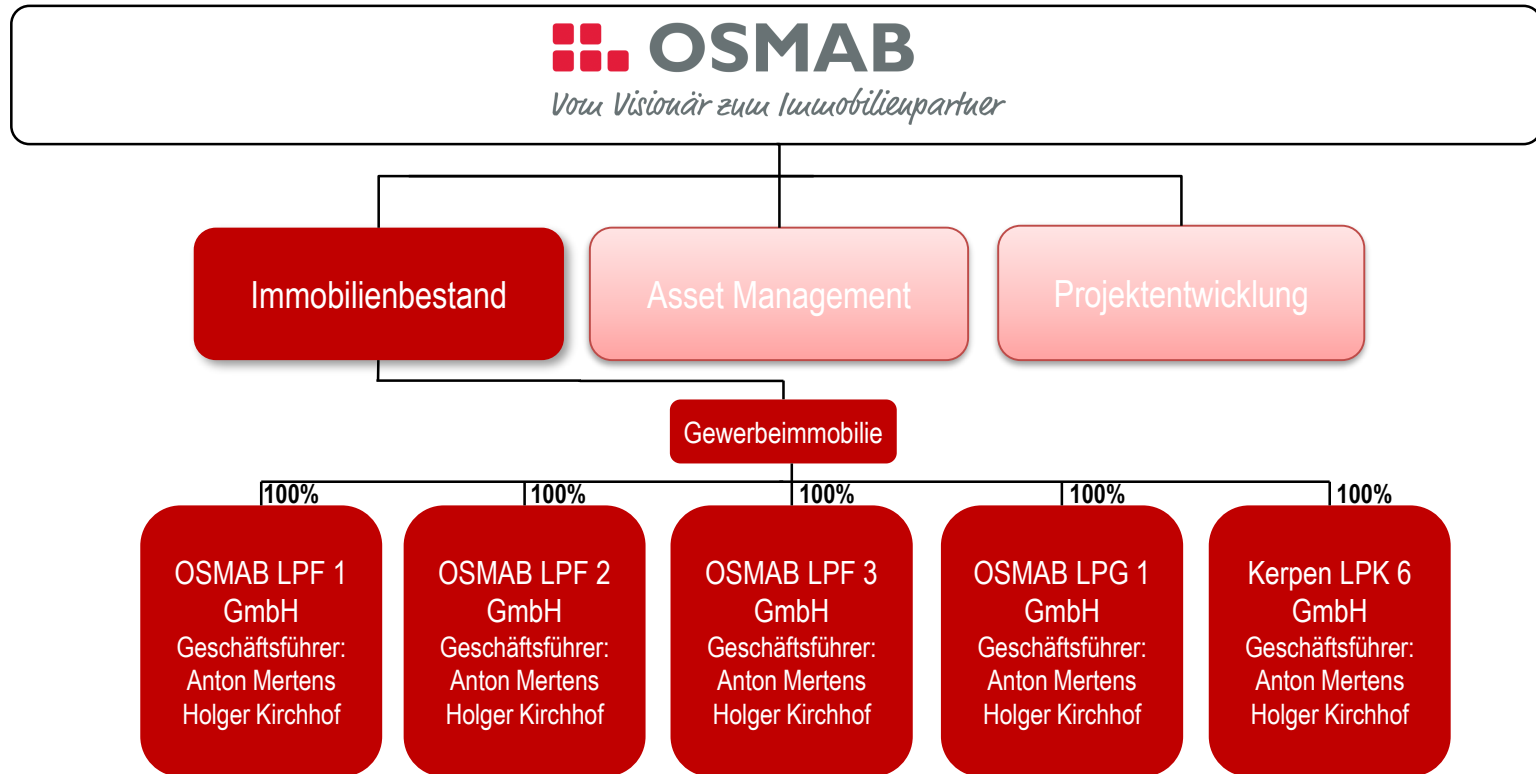 OSMAB
Vom Visionär zum Immobilienpartner
Immobilienbestand
Asset Management
Projektentwicklung
Gewerbeimmobilie
100%
100%
100%
100%
100%
OSMAB LPF 1
GmbH
Geschäftsführer:
Anton Mertens
Holger Kirchhof
OSMAB LPF 2
GmbH
Geschäftsführer:
Anton Mertens
Holger Kirchhof
OSMAB LPF 3
GmbH
Geschäftsführer:
Anton Mertens
Holger Kirchhof
OSMAB LPG 1
GmbH
Geschäftsführer:
Anton Mertens
Holger Kirchhof
Kerpen LPK 6
GmbH
Geschäftsführer:
Anton Mertens
Holger Kirchhof